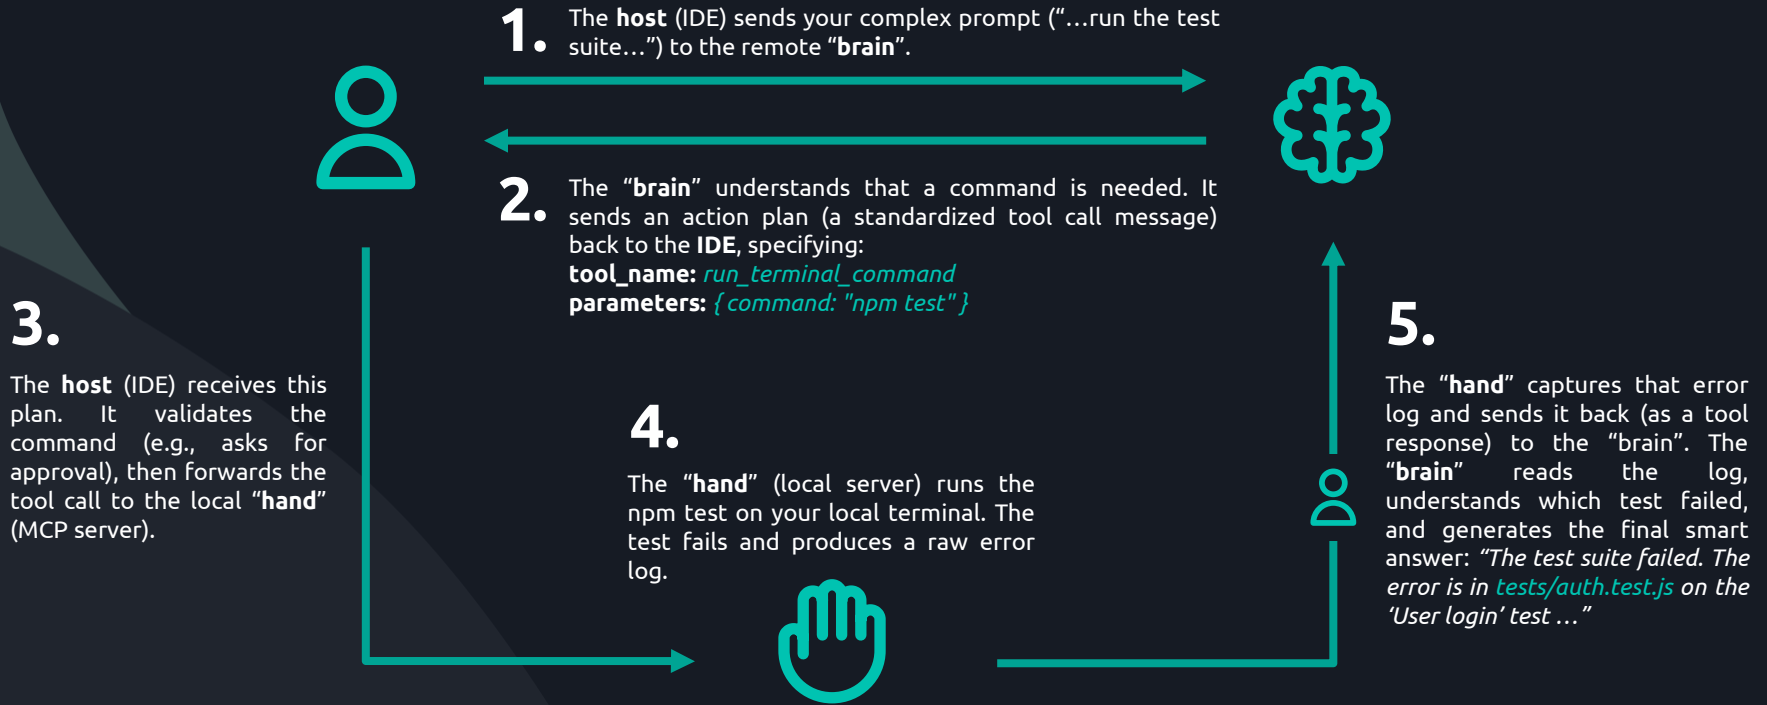 1.
The host (IDE) sends your complex prompt (“…run the test
suite…”) to the remote “brain”.
2.
The “brain” understands that a command is needed. It
sends an action plan (a standardized tool call message)
back to the IDE, specifying:
tool_name: run_terminal_command
parameters: { command: "npm test" }
3.
The host (IDE) receives this
plan. It validates the
command (e.g., asks for
approval), then forwards the
tool call to the local “hand”
(MCP server).
4.
The “hand” (local server) runs the
npm test on your local terminal. The
test fails and produces a raw error
log.
5.
The “hand” captures that error
log and sends it back (as a tool
response) to the “brain”. The
“brain” reads the log,
understands which test failed,
and generates the final smart
answer: “The test suite failed. The
error is in tests/auth.test.js on the
‘User login’ test …”